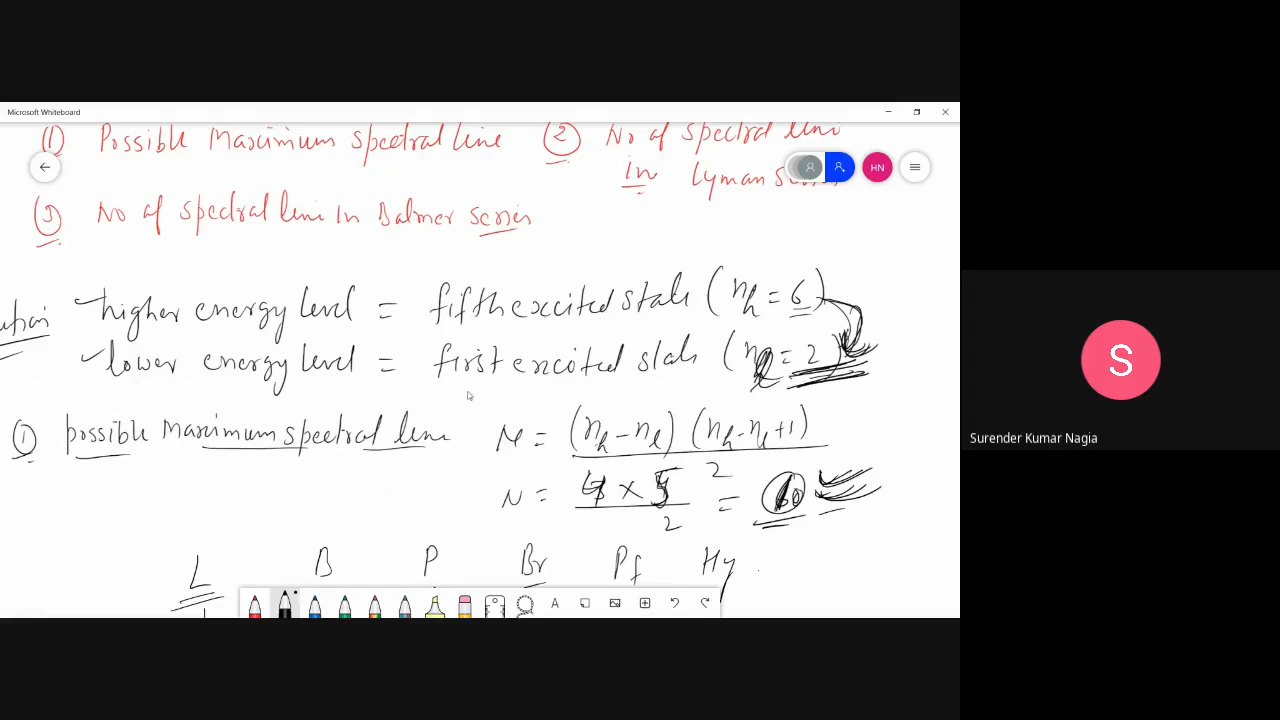 Microsoft Whiteboard
(1) Possible Maximum spectral line (2) No of spectral line
in Lyman Series
HN
(3) No of spectral line In Balmer series
higher energy level = fifth excited state (nh = 6)
lower energy level = first excited state (nl = 2)
(1) possible Maximum spectral line N = (nh - nl) (nh - nl + 1)
2
N = 4 x 5 = 10
2
L B P Br Pf Hy
S
Surender Kumar Nagia